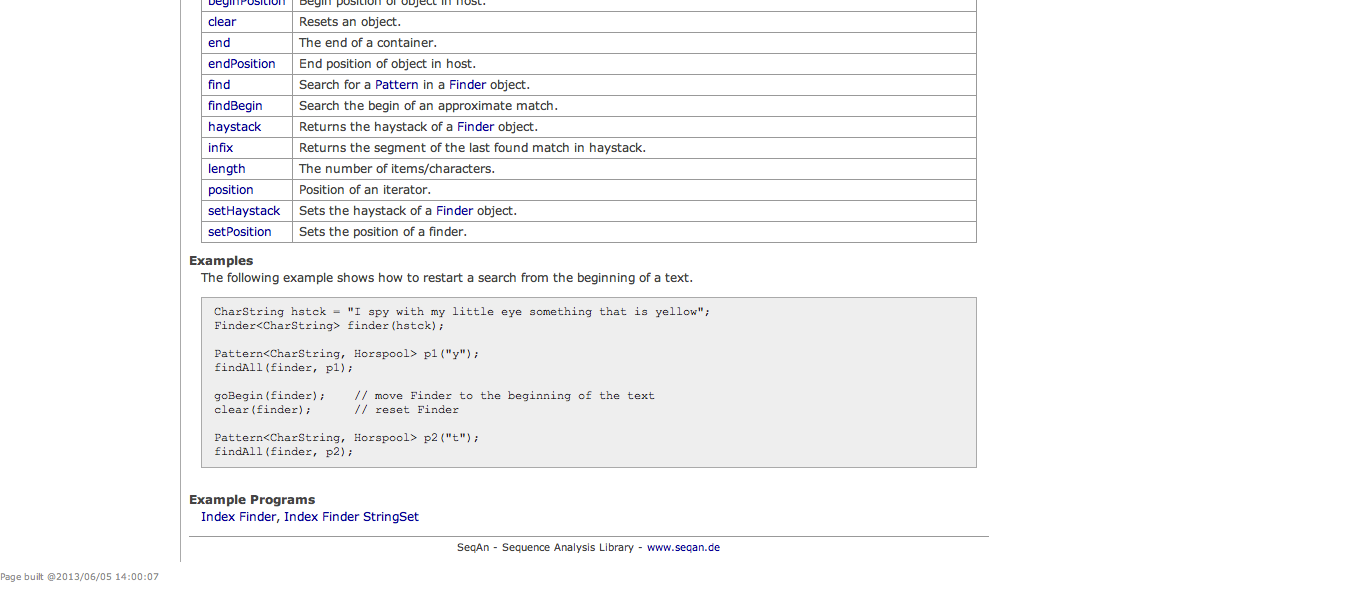 beginPosition Begin position of object in host.
clear Resets an object.
end The end of a container.
endPosition End position of object in host.
find Search for a Pattern in a Finder object.
findBegin Search the begin of an approximate match.
haystack Returns the haystack of a Finder object.
infix Returns the segment of the last found match in haystack.
length The number of items/characters.
position Position of an iterator.
setHaystack Sets the haystack of a Finder object.
setPosition Sets the position of a finder.
Examples
The following example shows how to restart a search from the beginning of a text.
CharString hstck = "I spy with my little eye something that is yellow";
Finder<CharString> finder(hstck);
Pattern<CharString, Horspool> p1("y");
findAll(finder, p1);
goBegin(finder);    // move Finder to the beginning of the text
clear(finder);      // reset Finder
Pattern<CharString, Horspool> p2("t");
findAll(finder, p2);
Example Programs
Index Finder, Index Finder StringSet
SeqAn - Sequence Analysis Library - www.seqan.de
Page built @2013/06/05 14:00:07